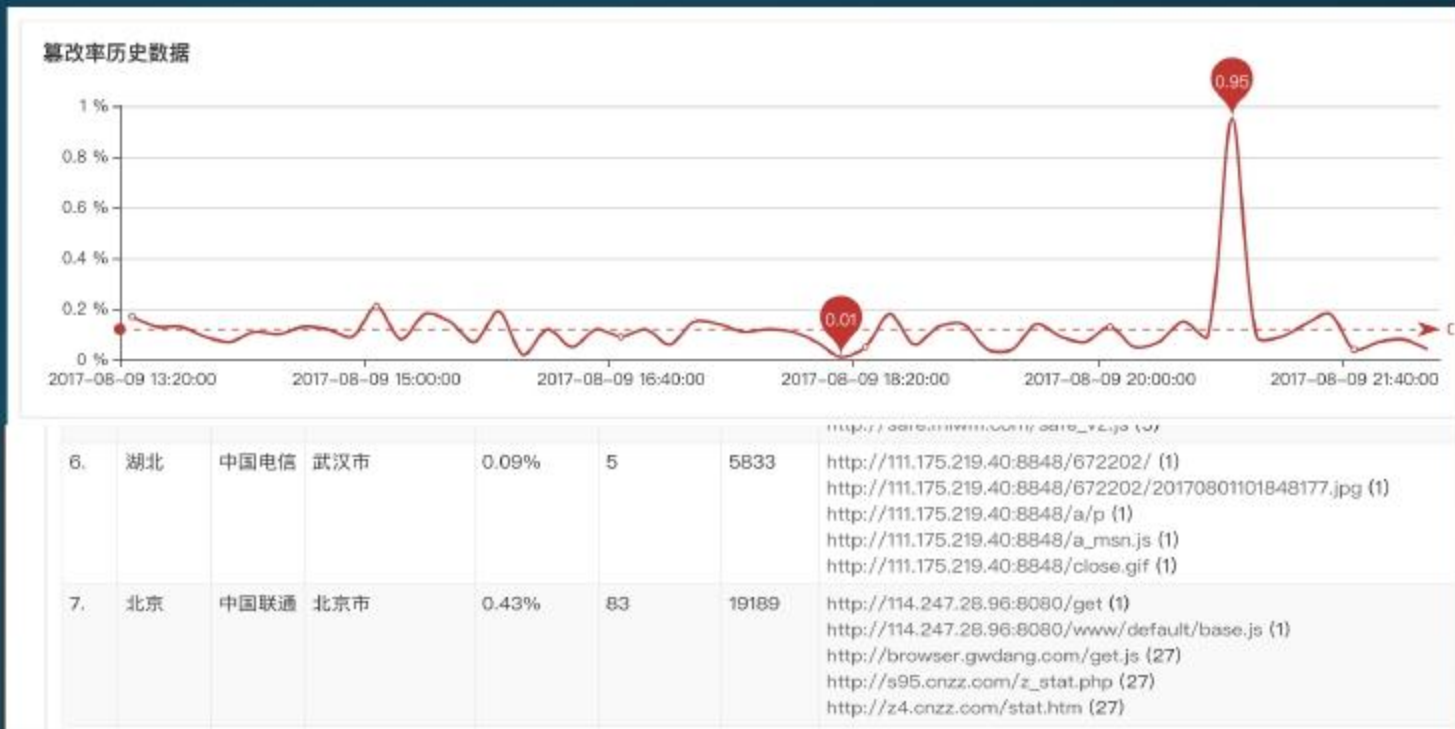 篡改率历史数据
0.95
1 %
0.8 %
0.6 %
0.4 %
0.2 %
0.01
0 %
2017-08-09 13:20:00 2017-08-09 15:00:00 2017-08-09 16:40:00 2017-08-09 18:20:00 2017-08-09 20:00:00 2017-08-09 21:40:00
6. 湖北 中国电信 武汉市 0.09% 5 5833 http://111.175.219.40:8848/672202/ (1)
http://111.175.219.40:8848/672202/20170801101848177.jpg (1)
http://111.175.219.40:8848/a/p (1)
http://111.175.219.40:8848/a_msn.js (1)
http://111.175.219.40:8848/close.gif (1)
7. 北京 中国联通 北京市 0.43% 83 19189 http://114.247.28.96:8080/get (1)
http://114.247.28.96:8080/www/default/base.js (1)
http://browser.gwdang.com/get.js (27)
http://s95.cnzz.com/z_stat.php (27)
http://z4.cnzz.com/stat.htm (27)